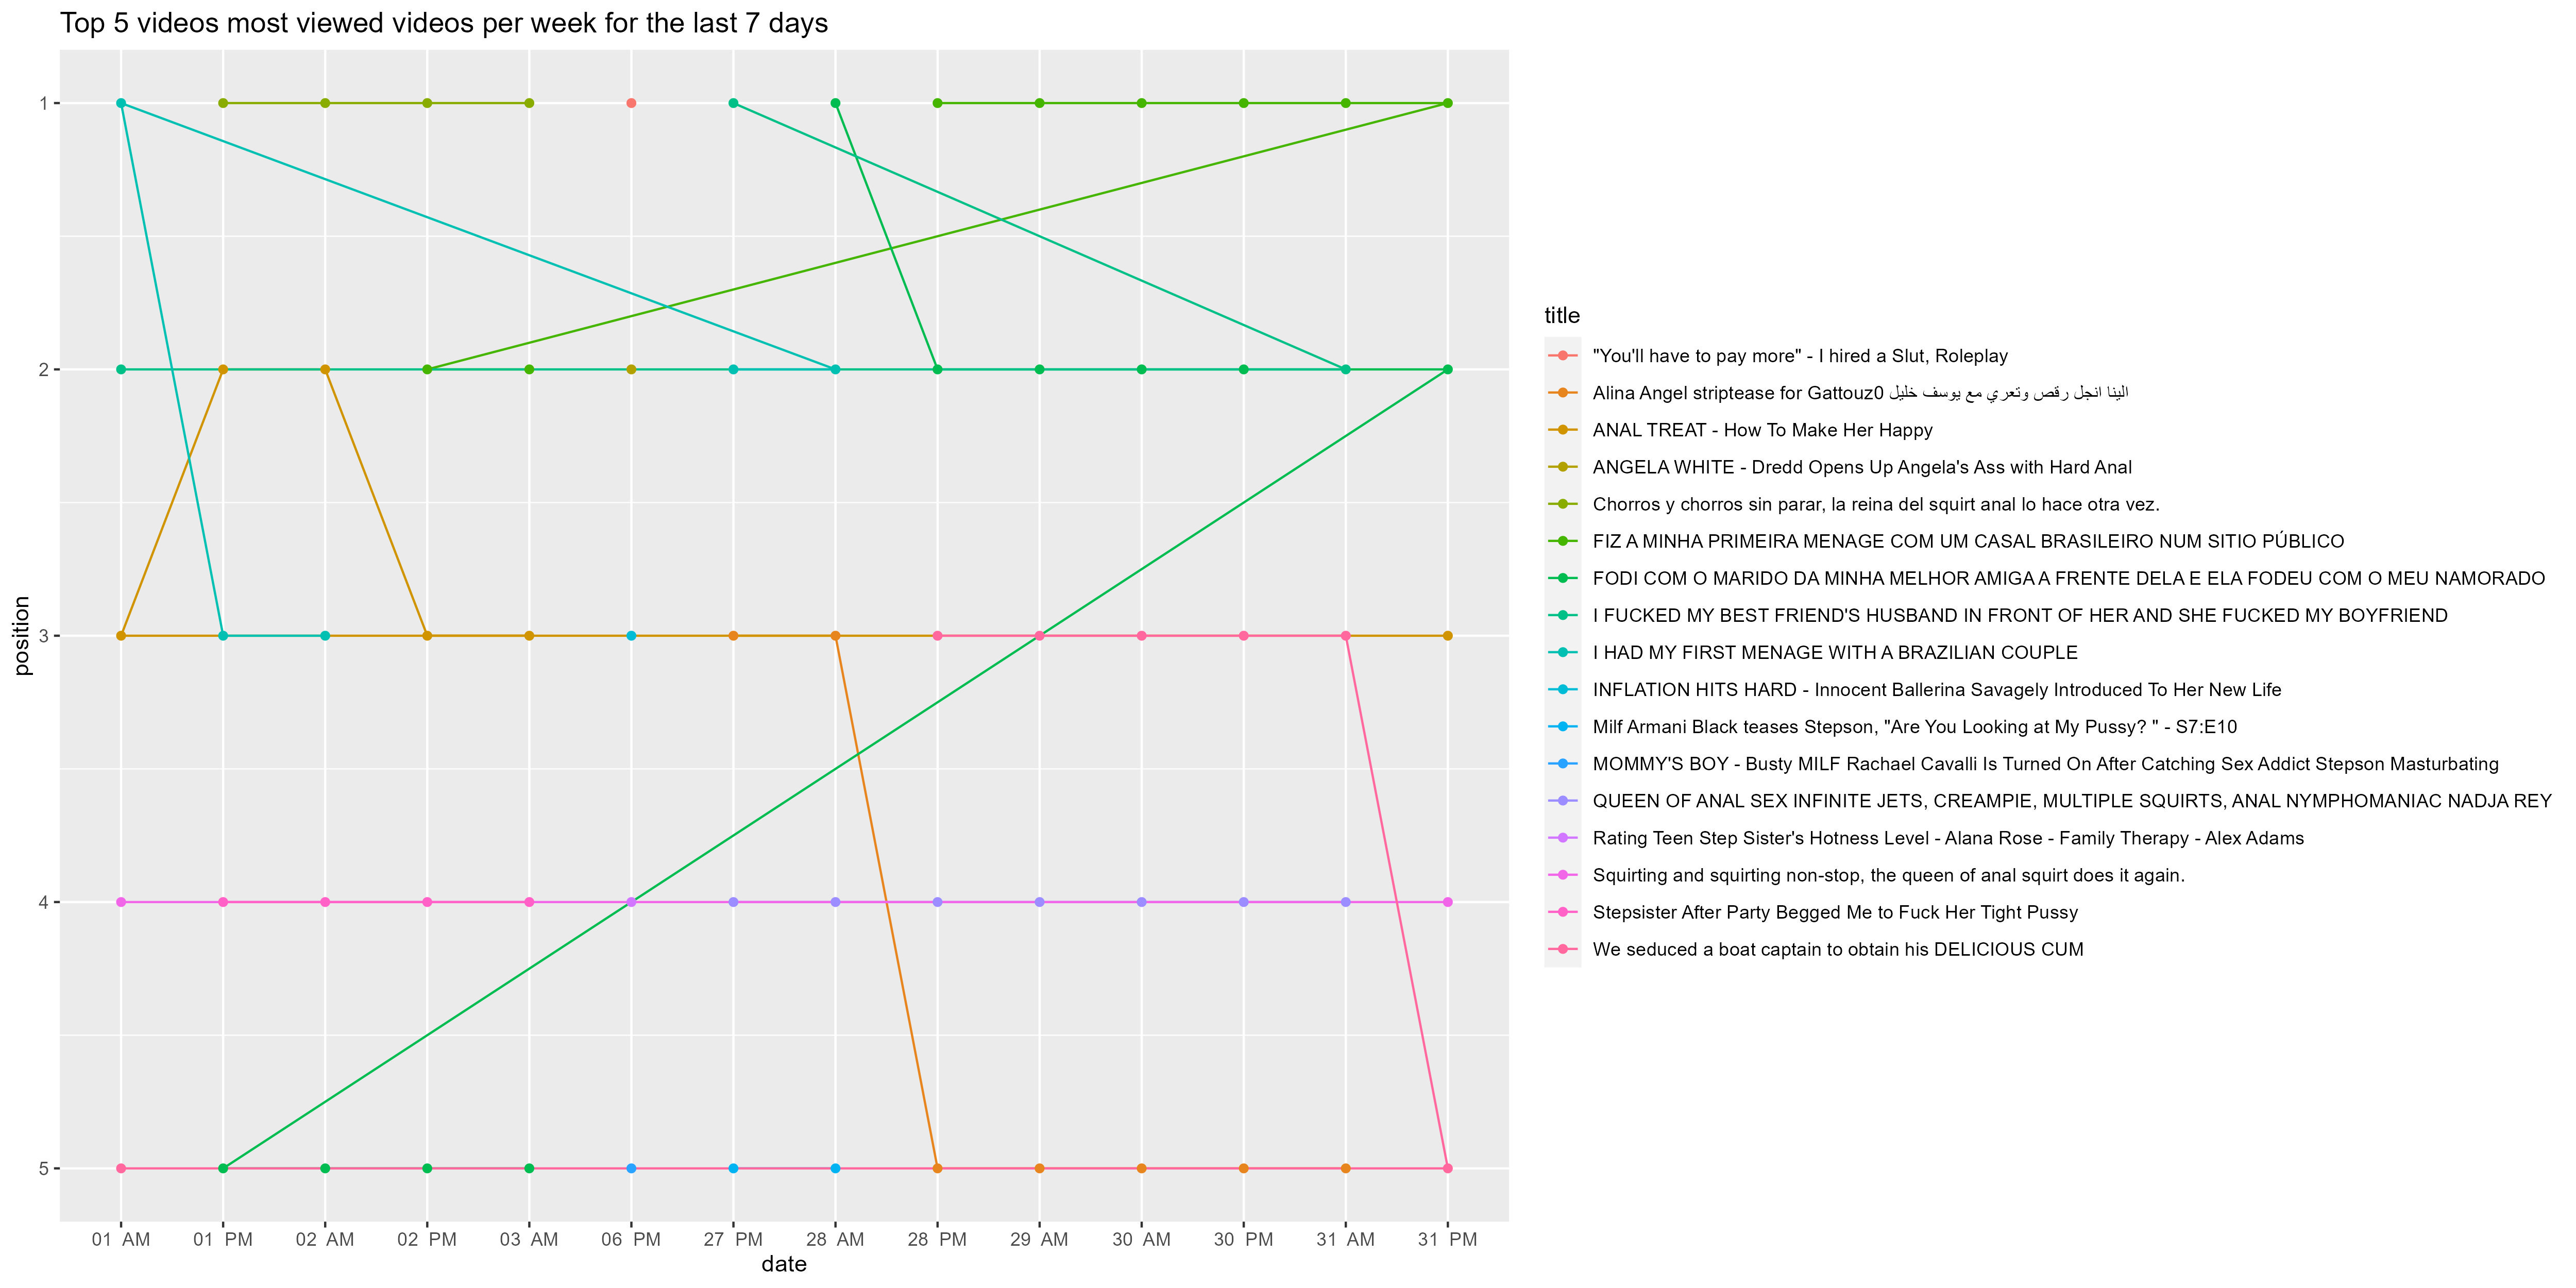 Top 5 videos most viewed videos per week for the last 7 days
1
2
3
4
5
position
01 AM 01 PM 02 AM 02 PM 03 AM 06 PM 27 PM 28 AM 28 PM 29 AM 30 AM 30 PM 31 AM 31 PM
date
title
"You'll have to pay more" - I hired a Slut, Roleplay
Alina Angel striptease for Gattouz0 الينا انجل رقص وتعري مع يوسف خليل
ANAL TREAT - How To Make Her Happy
ANGELA WHITE - Dredd Opens Up Angela's Ass with Hard Anal
Chorros y chorros sin parar, la reina del squirt anal lo hace otra vez.
FIZ A MINHA PRIMEIRA MENAGE COM UM CASAL BRASILEIRO NUM SITIO PÚBLICO
FODI COM O MARIDO DA MINHA MELHOR AMIGA A FRENTE DELA E ELA FODEU COM O MEU NAMORADO
I FUCKED MY BEST FRIEND'S HUSBAND IN FRONT OF HER AND SHE FUCKED MY BOYFRIEND
I HAD MY FIRST MENAGE WITH A BRAZILIAN COUPLE
INFLATION HITS HARD - Innocent Ballerina Savagely Introduced To Her New Life
Milf Armani Black teases Stepson, "Are You Looking at My Pussy? " - S7:E10
MOMMY'S BOY - Busty MILF Rachael Cavalli Is Turned On After Catching Sex Addict Stepson Masturbating
QUEEN OF ANAL SEX INFINITE JETS, CREAMPIE, MULTIPLE SQUIRTS, ANAL NYMPHOMANIAC NADJA REY
Rating Teen Step Sister's Hotness Level - Alana Rose - Family Therapy - Alex Adams
Squirting and squirting non-stop, the queen of anal squirt does it again.
Stepsister After Party Begged Me to Fuck Her Tight Pussy
We seduced a boat captain to obtain his DELICIOUS CUM